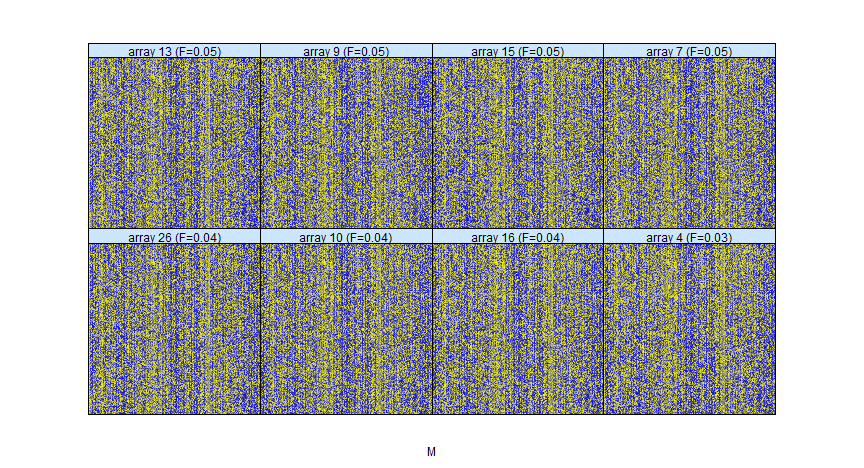 array 13 (F=0.05) array 9 (F=0.05) array 15 (F=0.05) array 7 (F=0.05)
array 26 (F=0.04) array 10 (F=0.04) array 16 (F=0.04) array 4 (F=0.03)
M